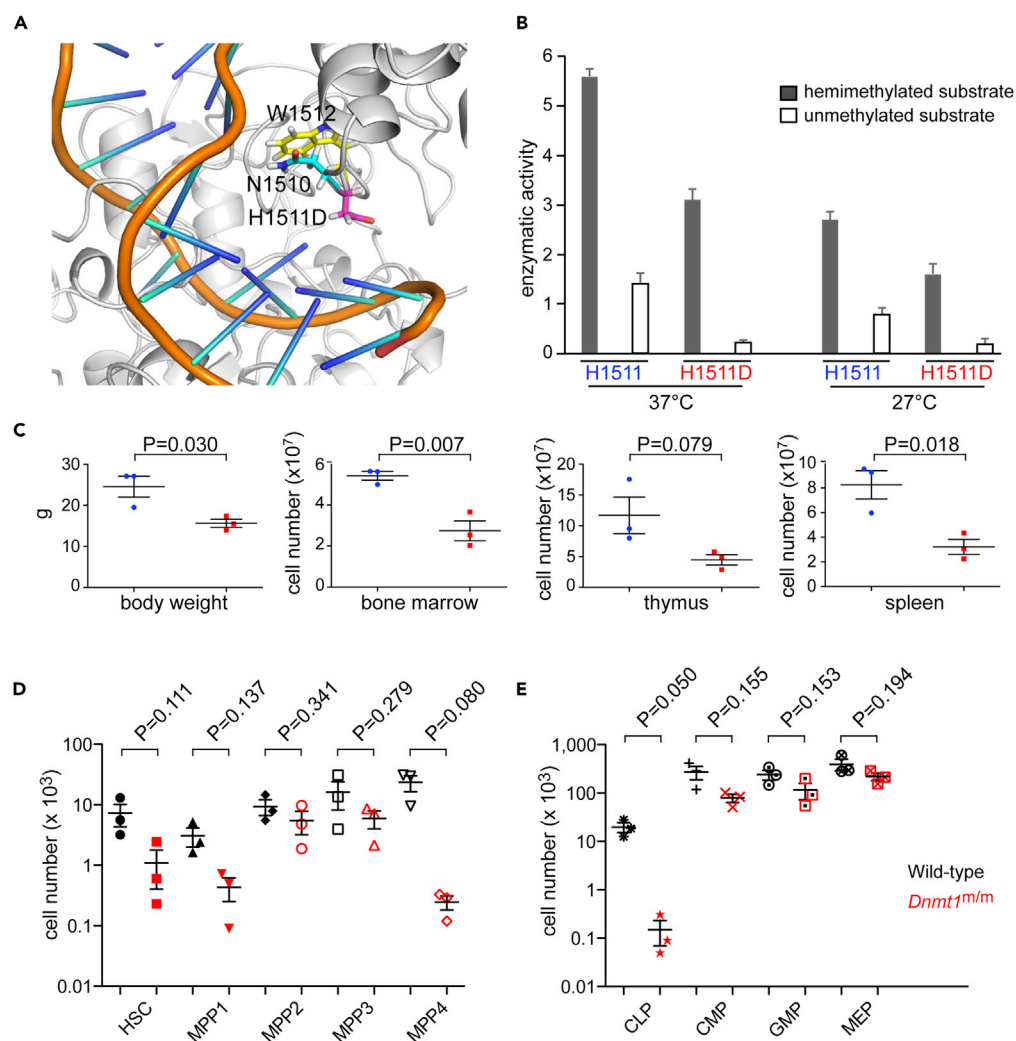 A
W1512
N1510
H1511D
B
6
5
4
3
2
1
0
enzymatic activity
hemimethylated substrate
unmethylated substrate
H1511
H1511D
H1511
H1511D
37°C
27°C
C
P=0.030
30
20
10
0
g
body weight
P=0.007
6
4
2
0
cell number (x10⁷)
bone marrow
P=0.079
20
15
10
5
0
cell number (x10⁷)
thymus
P=0.018
10
8
6
4
2
0
cell number (x10⁷)
spleen
D
P=0.111
P=0.137
P=0.341
P=0.279
P=0.080
100
10
1
0.1
0.01
cell number (x 10³)
HSC
MPP1
MPP2
MPP3
MPP4
E
P=0.050
P=0.155
P=0.153
P=0.194
1,000
100
10
1
0.1
0.01
cell number (x 10³)
CLP
CMP
GMP
MEP
Wild-type
Dnmt1ᵐ/ᵐ